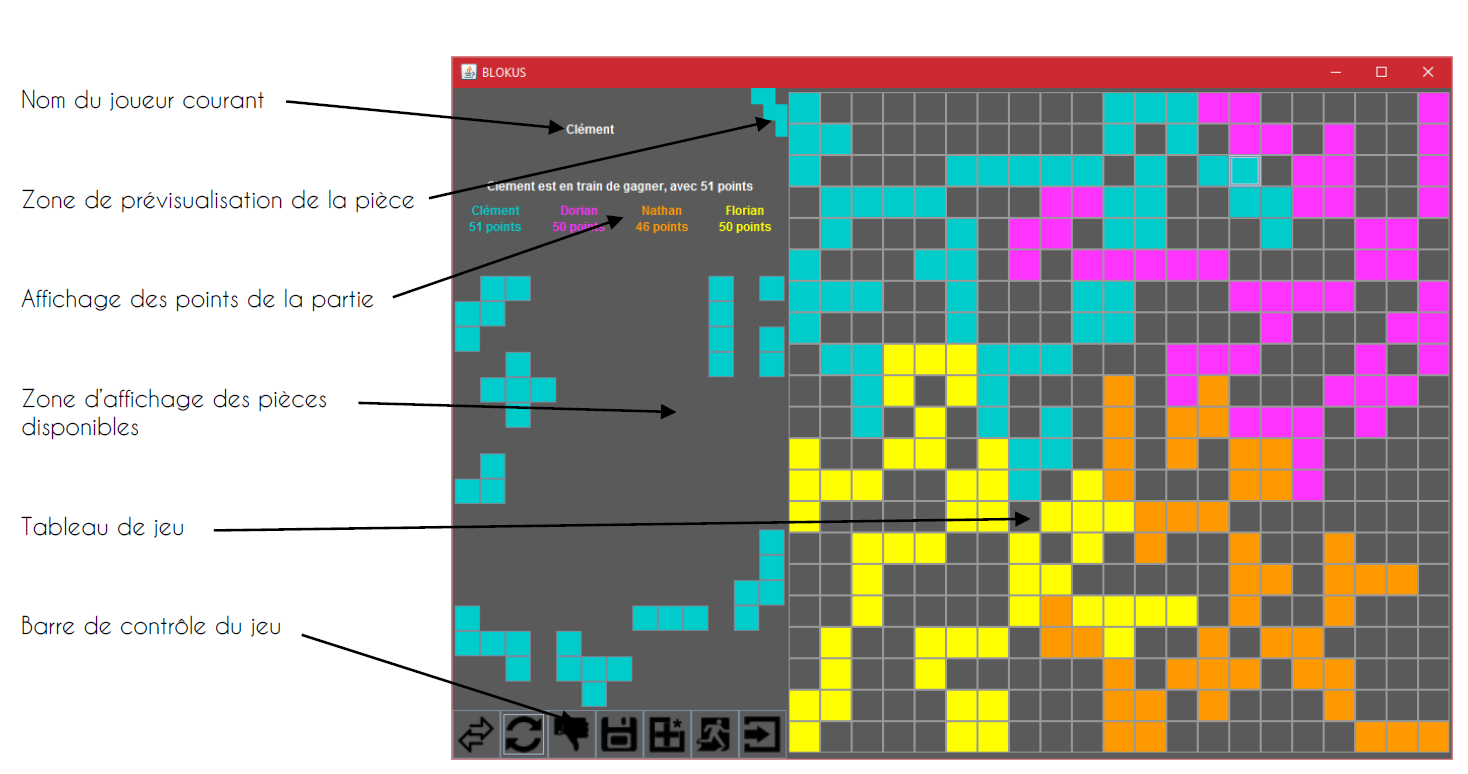 BLOKUS
Nom du joueur courant
Clément
Zone de prévisualisation de la pièce
Clément est en train de gagner, avec 51 points
Clément Dorian Nathan Florian
51 points 50 points 46 points 50 points
Affichage des points de la partie
Zone d'affichage des pièces
disponibles
Tableau de jeu
Barre de contrôle du jeu